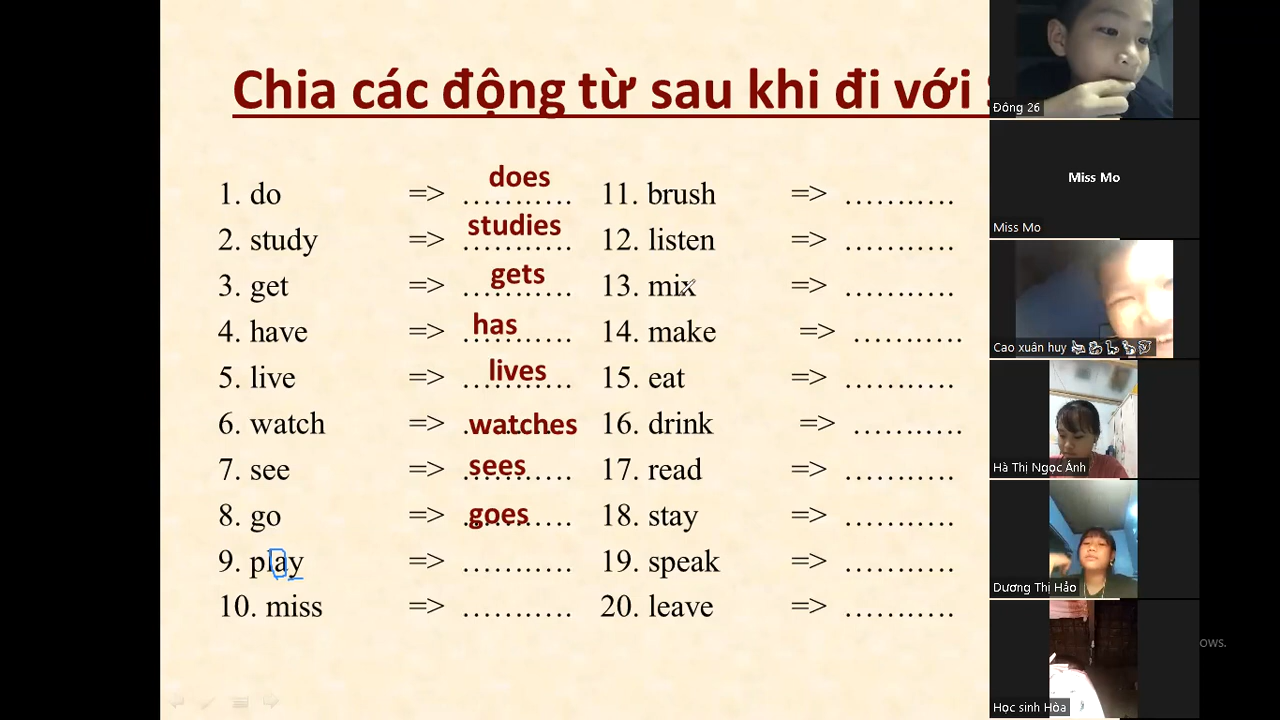 Chia các động từ sau khi đi với
1. do => ........... does
2. study => ........... studies
3. get => ........... gets
4. have => ........... has
5. live => ........... lives
6. watch => ........... watches
7. see => ........... sees
8. go => ........... goes
9. play => ...........
10. miss => ...........
11. brush => ...........
12. listen => ...........
13. mix => ...........
14. make => ...........
15. eat => ...........
16. drink => ...........
17. read => ...........
18. stay => ...........
19. speak => ...........
20. leave => ...........
Đông 26
Miss Mo
Miss Mo
Cao xuân huy
Hà Thị Ngọc Ánh
Dương Thị Hảo
Học sinh Hòa
ows.